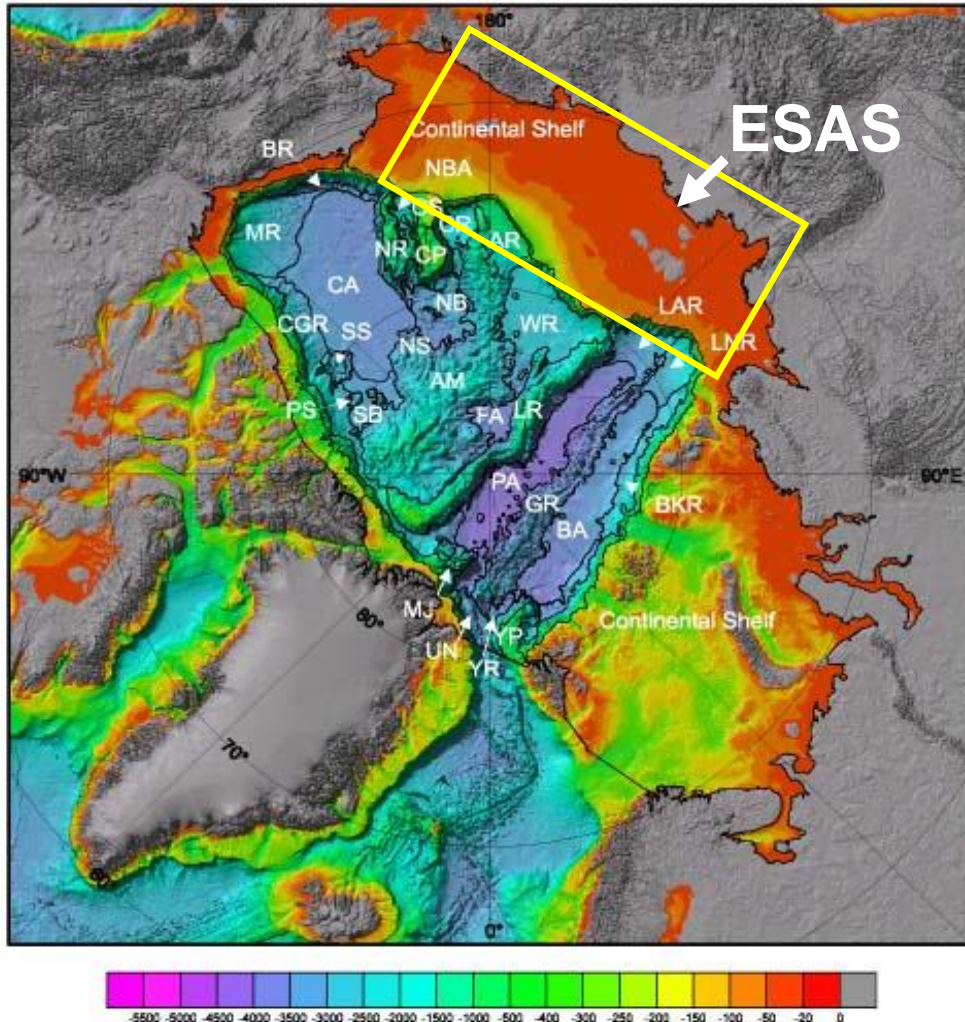 180°
ESAS
Continental Shelf
BR
NBA
MR
NR
CP
AR
CA
NB
LAR
CGR
SS
NS
WR
LNR
AM
PS
SB
FA
LR
90°W
90°E
PA
GR
BA
BKR
MJ
80°
YP
Continental Shelf
UN
YR
70°
0°
-5500 -5000 -4500 -4000 -3500 -3000 -2500 -2000 -1500 -1000 -500 -400 -300 -200 -150 -100 -50 -20 0